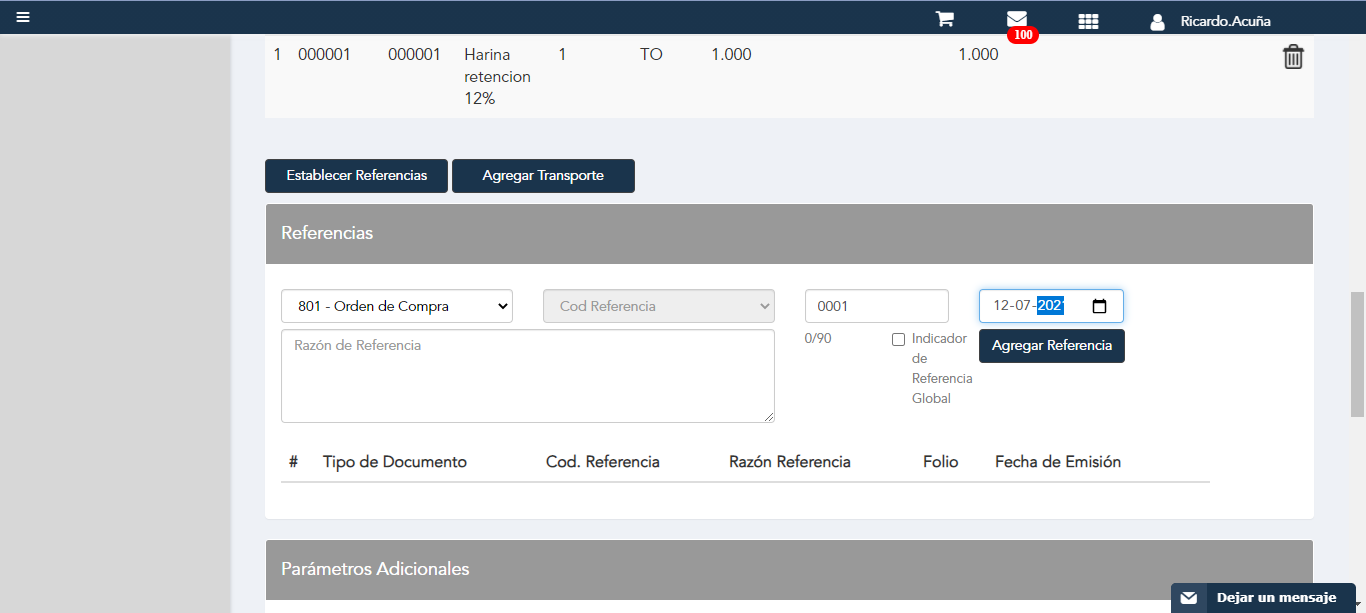 Ricardo.Acuña
100
1 000001 000001 Harina 1 TO 1.000 1.000
retencion
12%
Establecer Referencias Agregar Transporte
Referencias
801 - Orden de Compra Cod Referencia 0001 12-07-2021
Razón de Referencia 0/90 Indicador Agregar Referencia
de
Referencia
Global
# Tipo de Documento Cod. Referencia Razón Referencia Folio Fecha de Emisión
Parámetros Adicionales
Dejar un mensaje